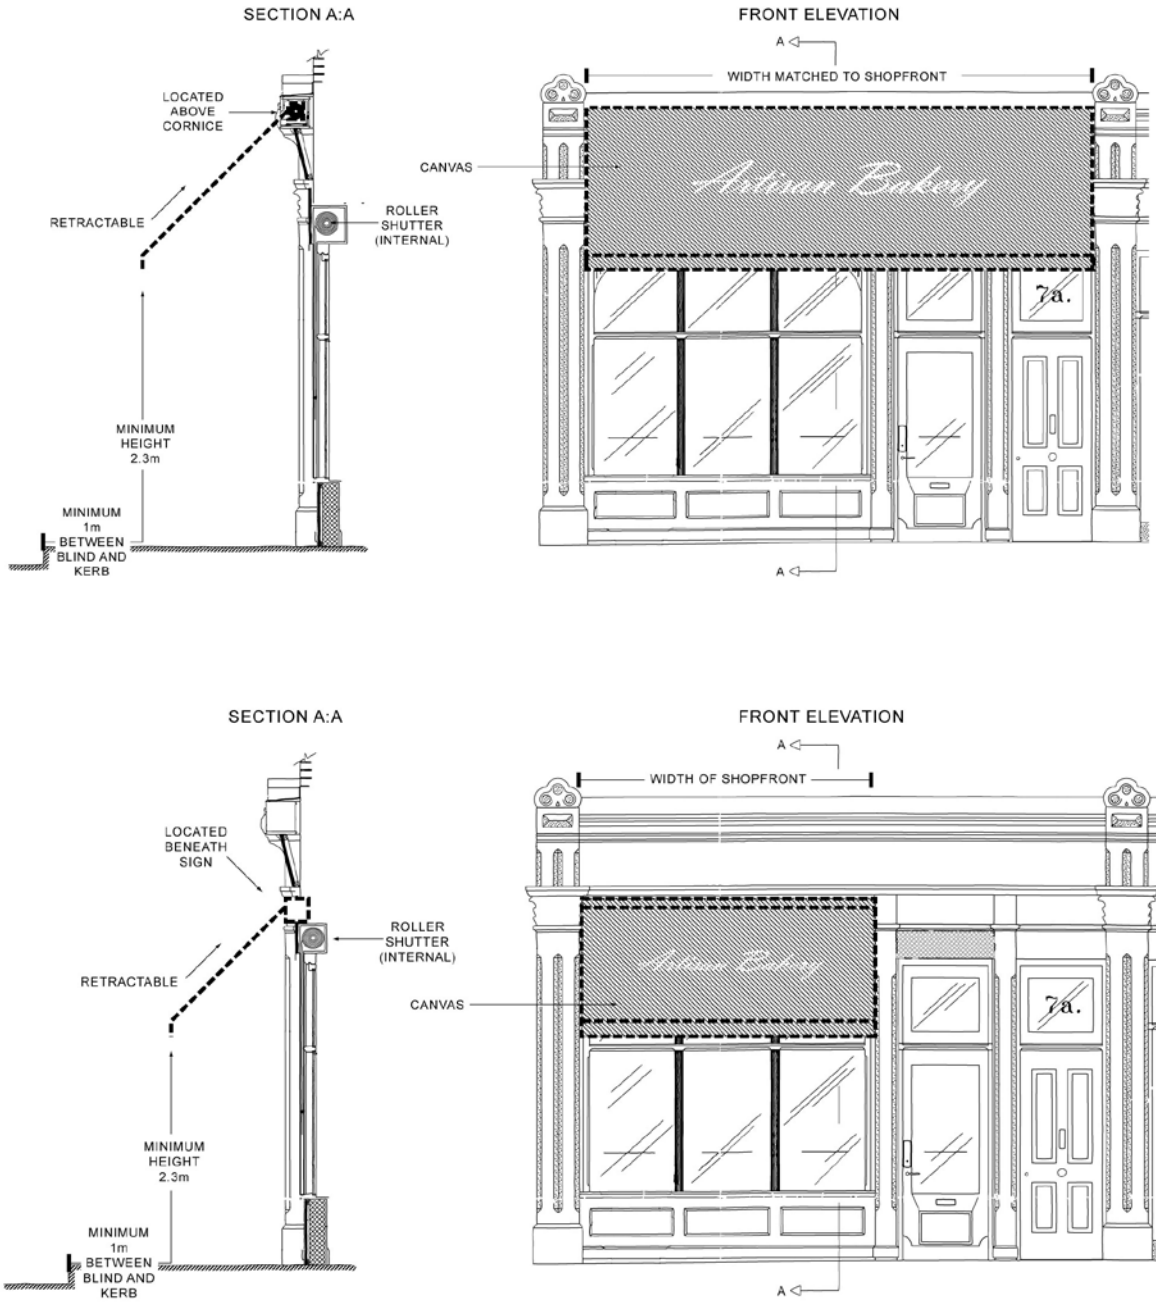 SECTION A:A
FRONT ELEVATION
A
WIDTH MATCHED TO SHOPFRONT
LOCATED
ABOVE
CORNICE
CANVAS
Artisan Bakery
RETRACTABLE
ROLLER
SHUTTER
(INTERNAL)
7a.
MINIMUM
HEIGHT
2.3m
MINIMUM
1m
BETWEEN
BLIND AND
KERB
A
SECTION A:A
FRONT ELEVATION
A
WIDTH OF SHOPFRONT
LOCATED
BENEATH
SIGN
ROLLER
SHUTTER
(INTERNAL)
Artisan Bakery
RETRACTABLE
CANVAS
7a.
MINIMUM
HEIGHT
2.3m
MINIMUM
1m
BETWEEN
BLIND AND
KERB
A